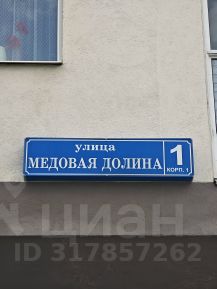 улица
МЕДОВАЯ ДОЛИНА
1
КОРП. 1
циан
ID 317857262